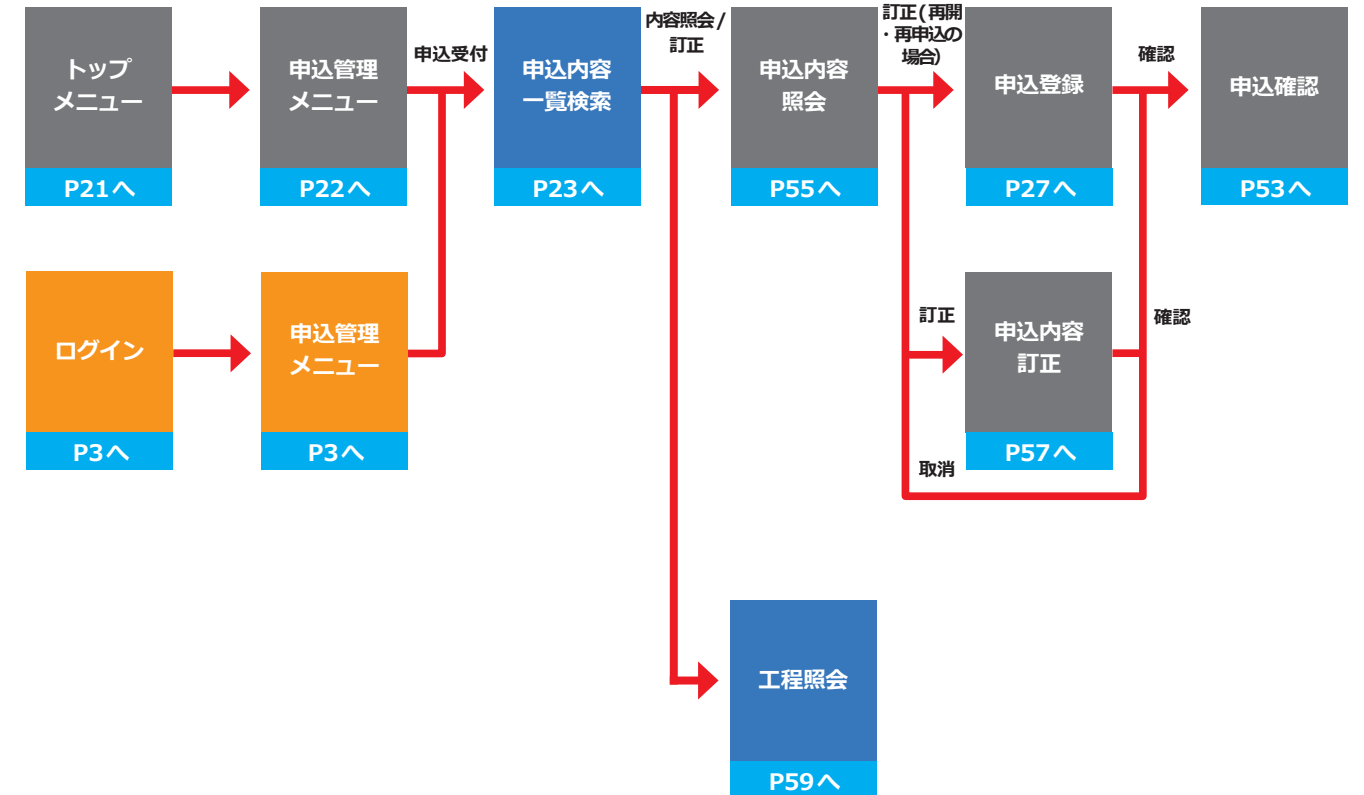 トップ
メニュー
P21へ
申込管理
メニュー
P22へ
申込受付
申込内容
一覧検索
P23へ
内容照会/
訂正
申込内容
照会
P55へ
訂正(再開
・再申込の
場合)
申込登録
P27へ
確認
申込確認
P53へ
ログイン
P3へ
申込管理
メニュー
P3へ
訂正
申込内容
訂正
P57へ
確認
取消
工程照会
P59へ